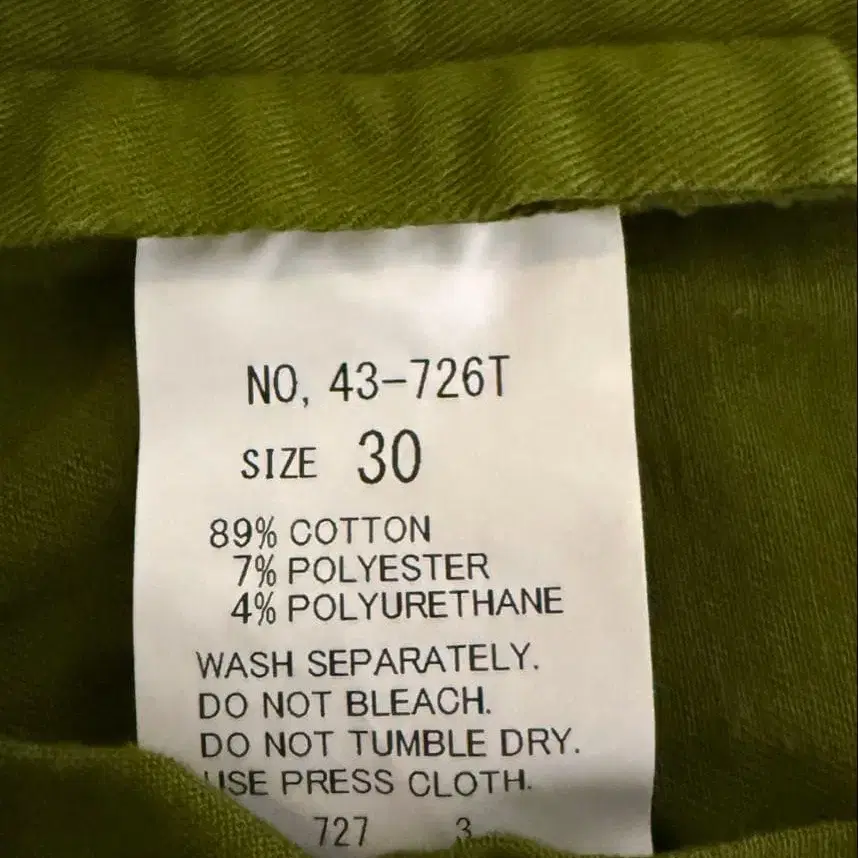 NO, 43-726T
SIZE 30
89% COTTON
7% POLYESTER
4% POLYURETHANE
WASH SEPARATELY.
DO NOT BLEACH.
DO NOT TUMBLE DRY.
USE PRESS CLOTH.
727 3